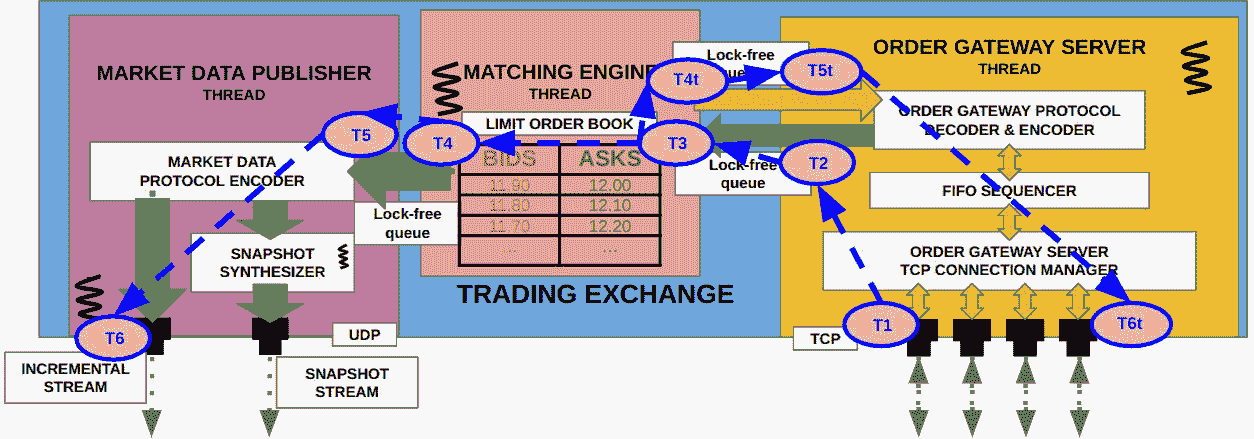 MARKET DATA PUBLISHER
THREAD
MATCHING ENGINE
THREAD
LIMIT ORDER BOOK
BIDS ASKS
11.90 12.00
11.80 12.10
11.70 12.20
... ...
TRADING EXCHANGE
ORDER GATEWAY SERVER
THREAD
ORDER GATEWAY PROTOCOL
DECODER & ENCODER
FIFO SEQUENCER
ORDER GATEWAY SERVER
TCP CONNECTION MANAGER
Lock-free
queue
T4t
T5t
Lock-free
queue
T2
T3
T4
T5
MARKET DATA
PROTOCOL ENCODER
Lock-free
queue
SNAPSHOT
SYNTHESIZER
T6
UDP
TCP
T1
T6t
INCREMENTAL
STREAM
SNAPSHOT
STREAM